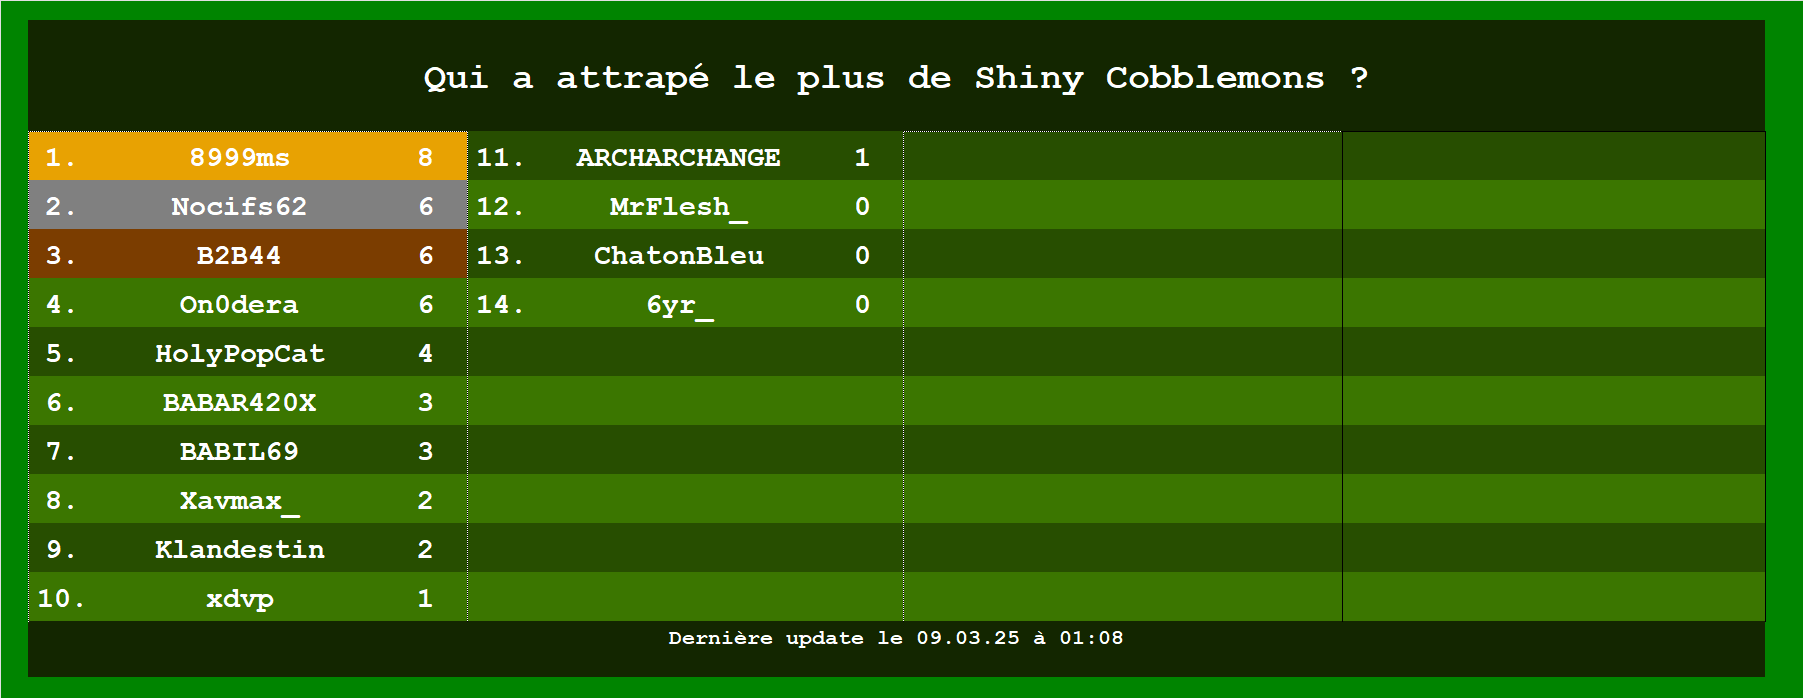 Qui a attrapé le plus de Shiny Cobblemons ?
1. 8999ms 8
2. Nocifs62 6
3. B2B44 6
4. On0dera 6
5. HolyPopCat 4
6. BABAR420X 3
7. BABIL69 3
8. Xavmax_ 2
9. Klandestin 2
10. xdvp 1
11. ARCHARCHANGE 1
12. MrFlesh_ 0
13. ChatonBleu 0
14. 6yr_ 0
Dernière update le 09.03.25 à 01:08